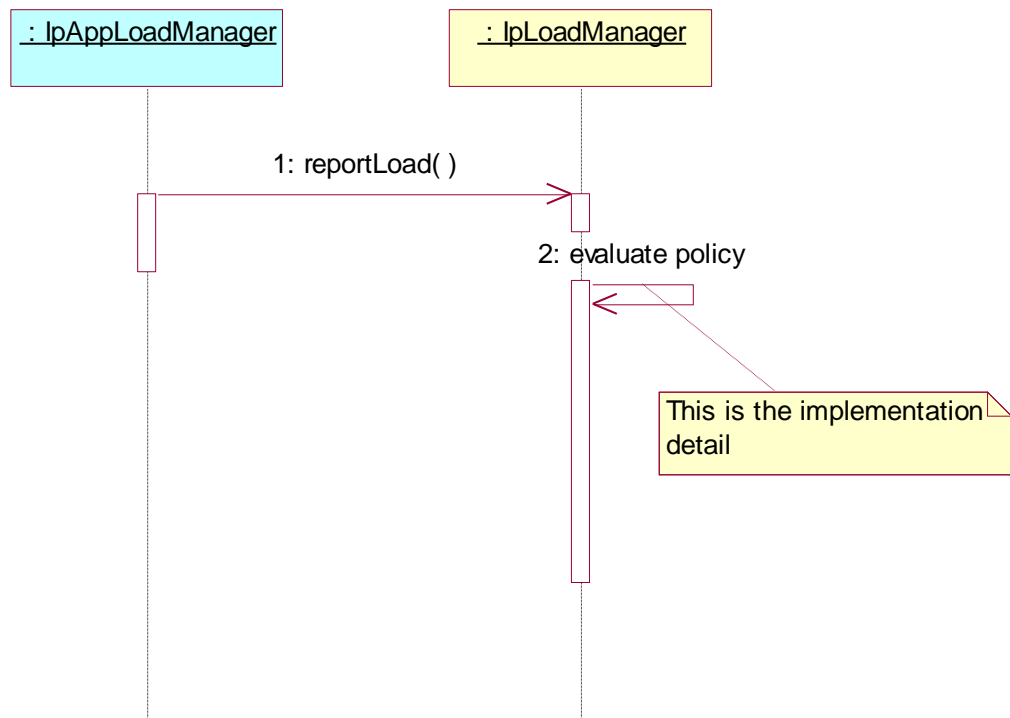 : IpAppLoadManager
: IpLoadManager
1: reportLoad( )
2: evaluate policy
This is the implementation
detail